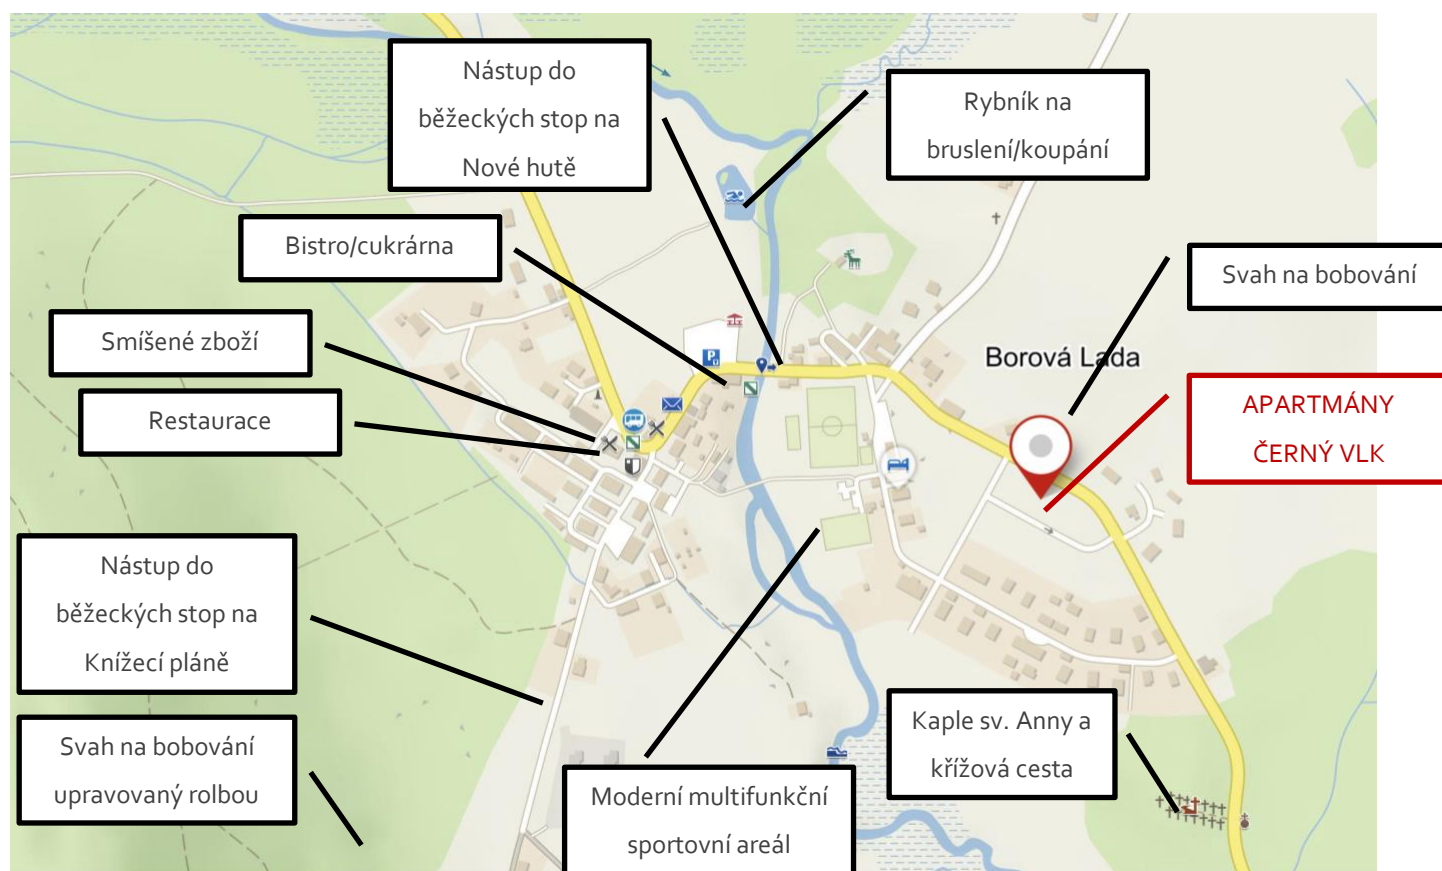 Nástup do
běžeckých stop na
Nové hutě
Rybník na
bruslení/koupání
Bistro/cukrárna
Svah na bobování
Smíšené zboží
Borová Lada
Restaurace
APARTMÁNY
ČERNÝ VLK
Nástup do
běžeckých stop na
Knížecí pláně
Kaple sv. Anny a
křížová cesta
Svah na bobování
upravovaný rolbou
Moderní multifunkční
sportovní areál
P